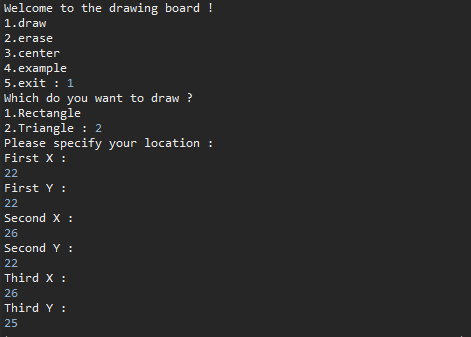 Welcome to the drawing board !
1.draw
2.erase
3.center
4.example
5.exit : 1
Which do you want to draw ?
1.Rectangle
2.Triangle : 2
Please specify your location :
First X :
22
First Y :
22
Second X :
26
Second Y :
22
Third X :
26
Third Y :
25